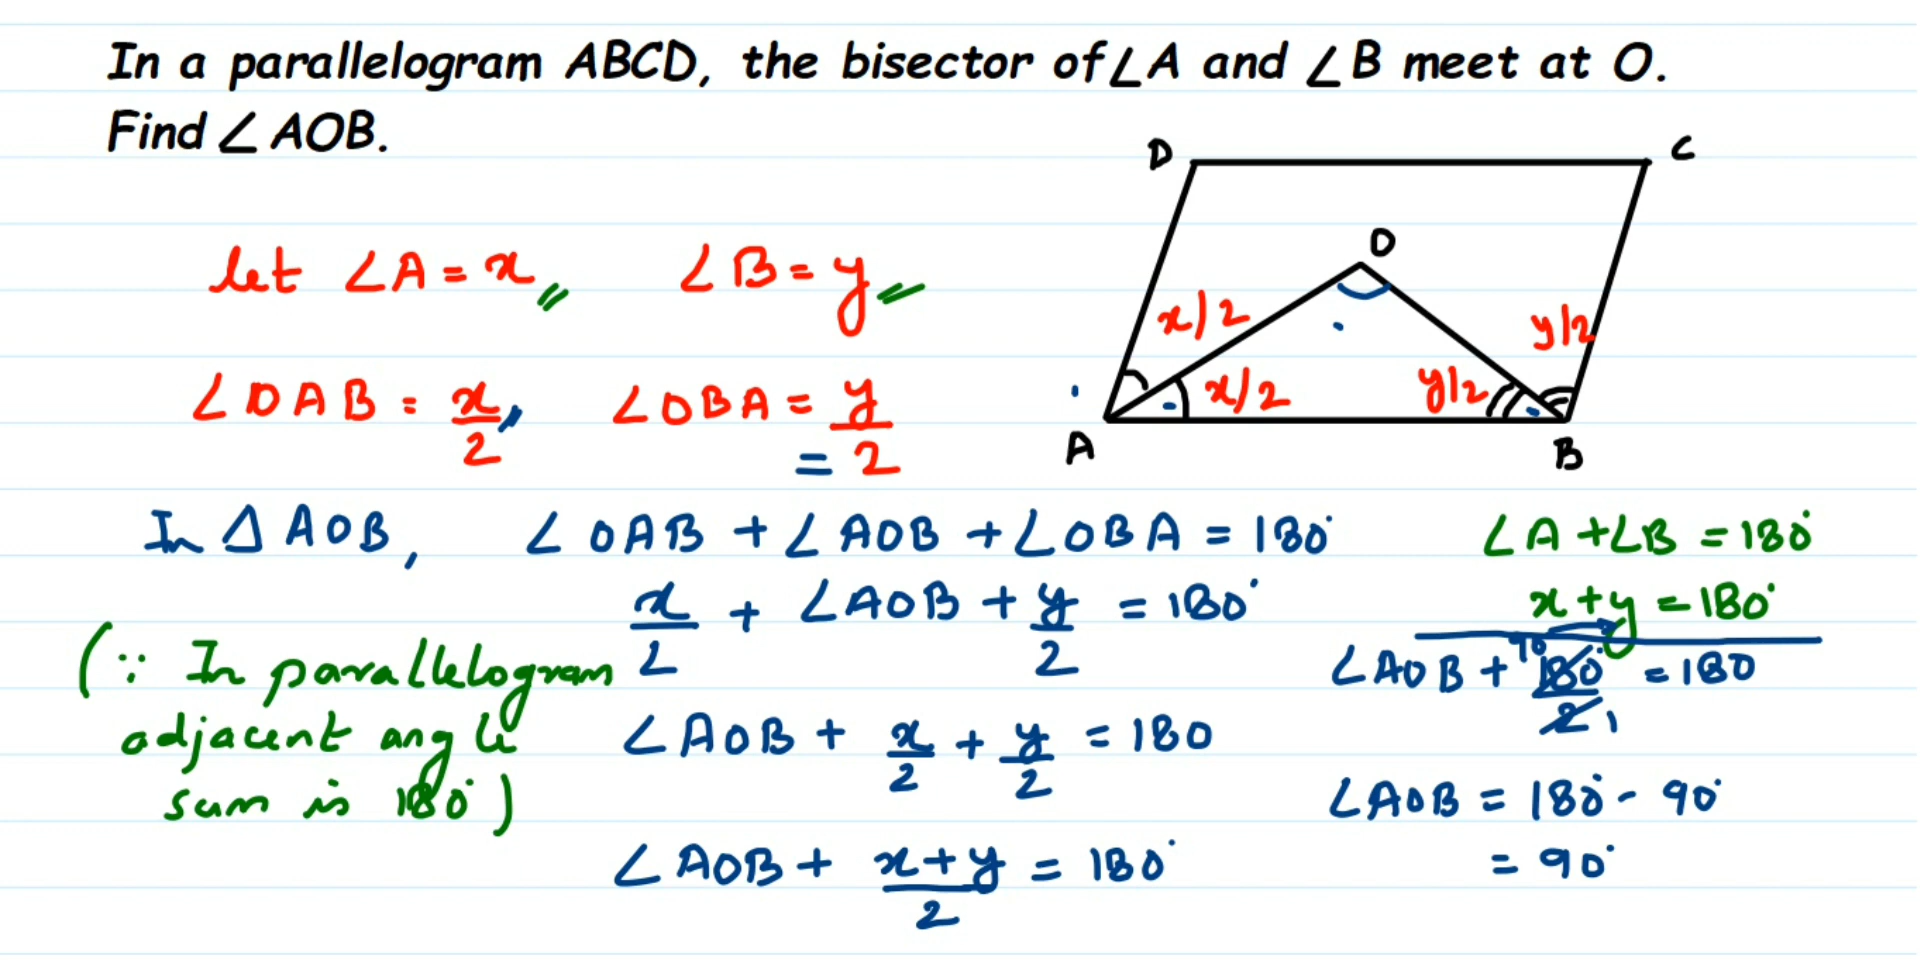 In a parallelogram ABCD, the bisector of ∠A and ∠B meet at O.
Find ∠AOB.
D C
O
let ∠A = x ∠B = y
x/2 y/2
∠OAB = x/2 ∠OBA = y/2
x/2 y/2
A B
In △AOB, ∠OAB + ∠AOB + ∠OBA = 180°
x/2 + ∠AOB + y/2 = 180°
(∵ In parallelogram
adjacent angle
sum is 180°)
∠AOB + x/2 + y/2 = 180
∠AOB + x+y/2 = 180°
∠A + ∠B = 180°
x + y = 180°
∠AOB + 180°/2 = 180
90
1
∠AOB = 180° - 90°
= 90°